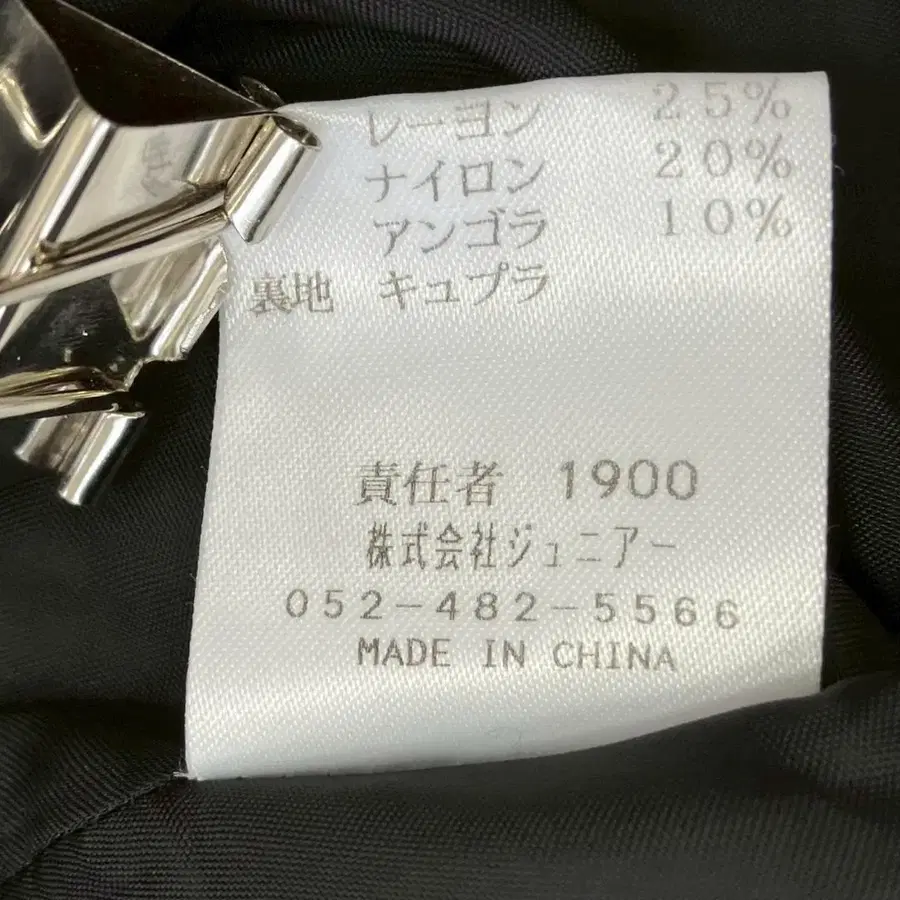 レーヨン 25%
ナイロン 20%
アンゴラ 10%
裏地 キュプラ
責任者 1900
株式会社ジュニアー
052-482-5566
MADE IN CHINA